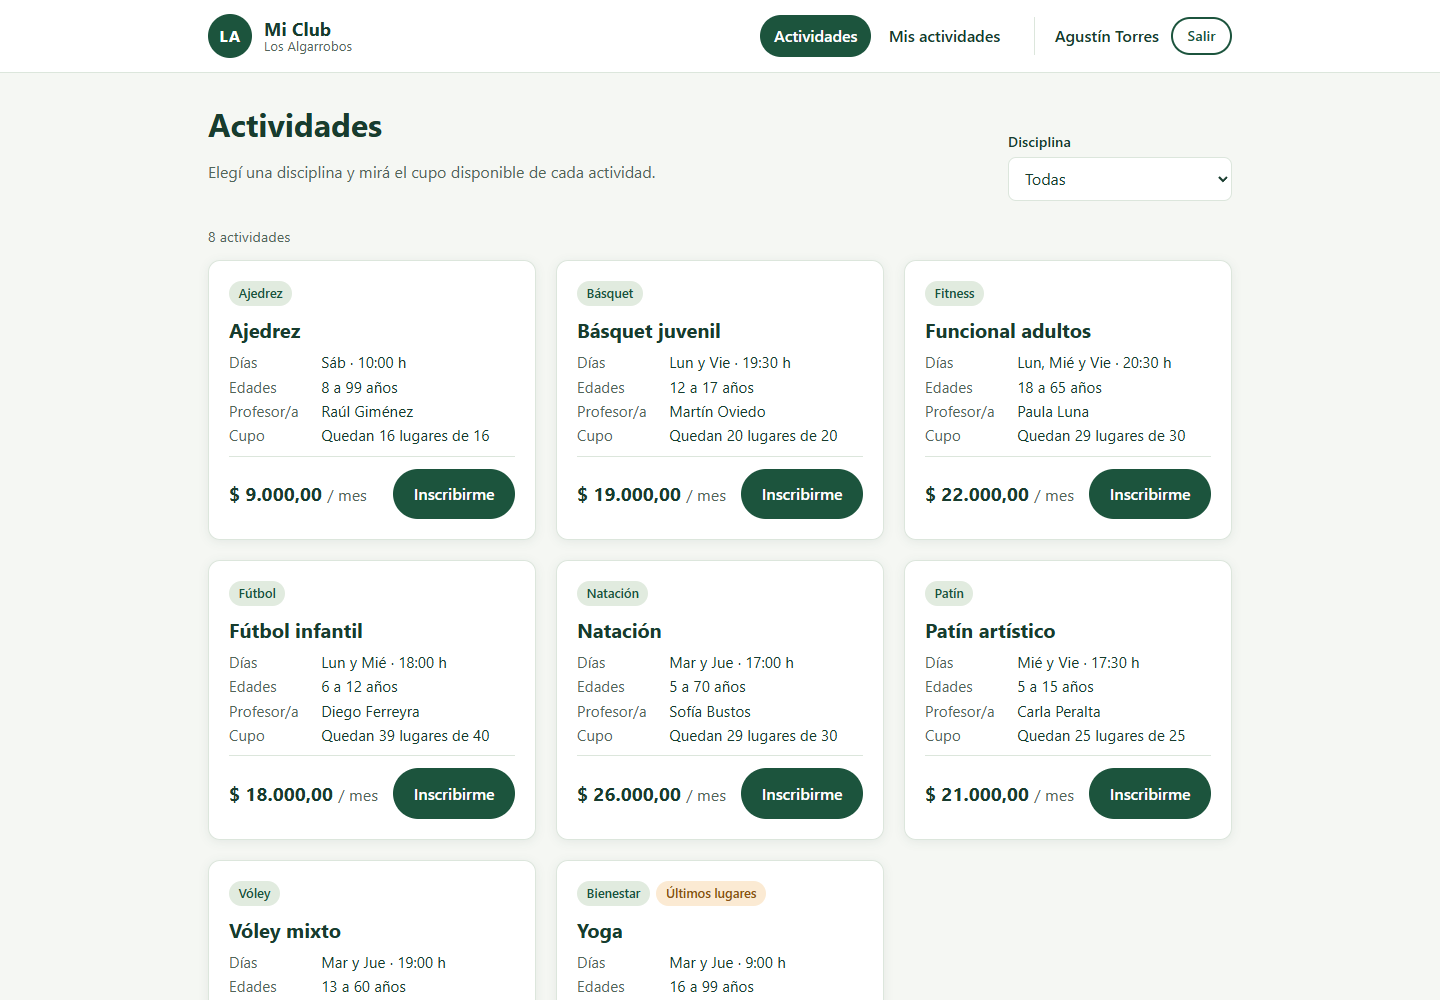 LA
Mi Club
Los Algarrobos
Actividades
Mis actividades
Agustín Torres
Salir
Actividades
Elegí una disciplina y mirá el cupo disponible de cada actividad.
Disciplina
Todas
8 actividades
Ajedrez
Ajedrez
Días Sáb · 10:00 h
Edades 8 a 99 años
Profesor/a Raúl Giménez
Cupo Quedan 16 lugares de 16
$ 9.000,00 / mes Inscribirme
Básquet
Básquet juvenil
Días Lun y Vie · 19:30 h
Edades 12 a 17 años
Profesor/a Martín Oviedo
Cupo Quedan 20 lugares de 20
$ 19.000,00 / mes Inscribirme
Fitness
Funcional adultos
Días Lun, Mié y Vie · 20:30 h
Edades 18 a 65 años
Profesor/a Paula Luna
Cupo Quedan 29 lugares de 30
$ 22.000,00 / mes Inscribirme
Fútbol
Fútbol infantil
Días Lun y Mié · 18:00 h
Edades 6 a 12 años
Profesor/a Diego Ferreyra
Cupo Quedan 39 lugares de 40
$ 18.000,00 / mes Inscribirme
Natación
Natación
Días Mar y Jue · 17:00 h
Edades 5 a 70 años
Profesor/a Sofía Bustos
Cupo Quedan 29 lugares de 30
$ 26.000,00 / mes Inscribirme
Patín
Patín artístico
Días Mié y Vie · 17:30 h
Edades 5 a 15 años
Profesor/a Carla Peralta
Cupo Quedan 25 lugares de 25
$ 21.000,00 / mes Inscribirme
Vóley
Vóley mixto
Días Mar y Jue · 19:00 h
Edades 13 a 60 años
Bienestar Últimos lugares
Yoga
Días Mar y Jue · 9:00 h
Edades 16 a 99 años